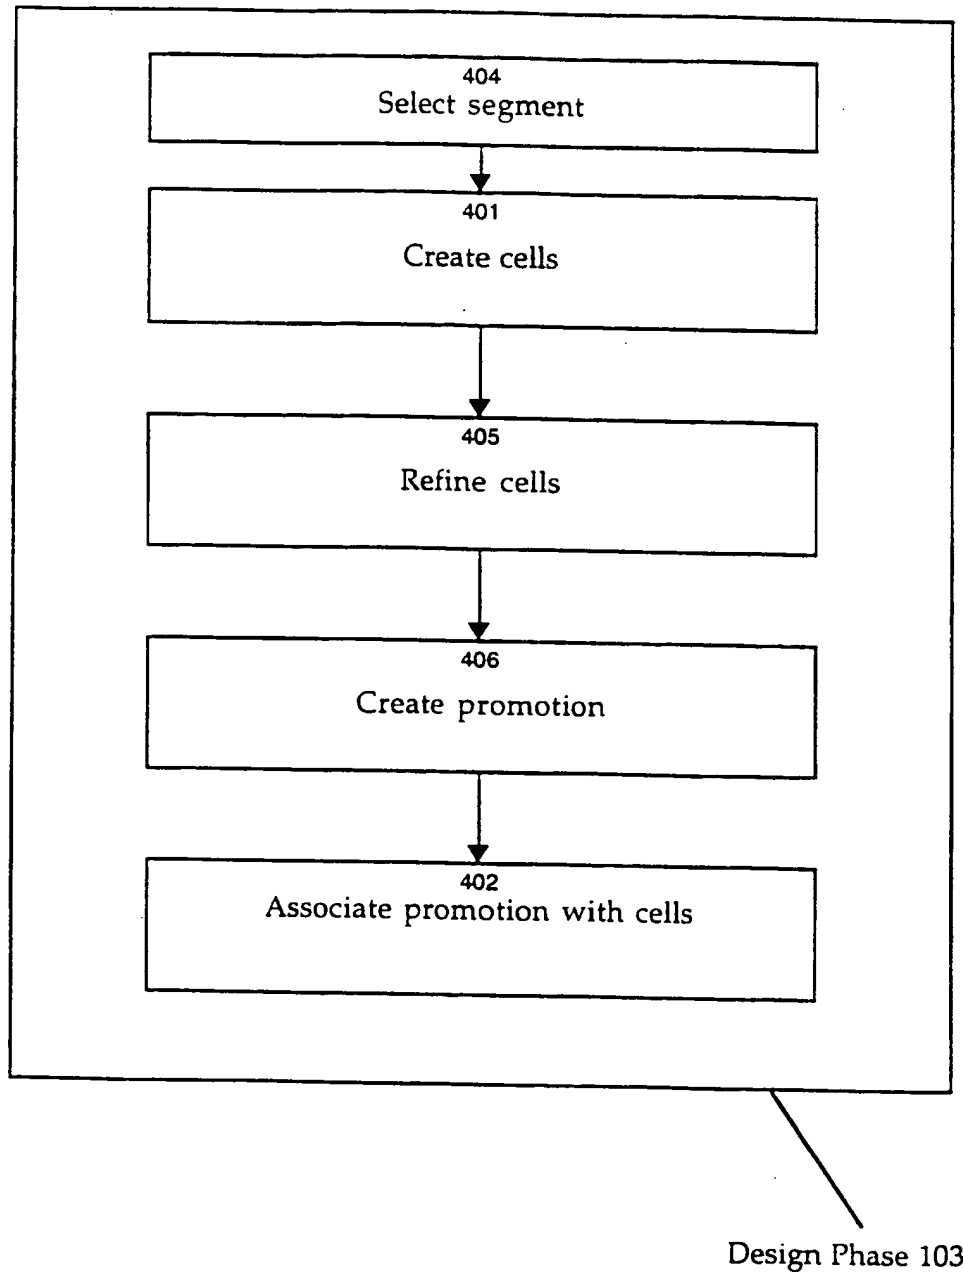 404
Select segment
401
Create cells
405
Refine cells
406
Create promotion
402
Associate promotion with cells
Design Phase 103